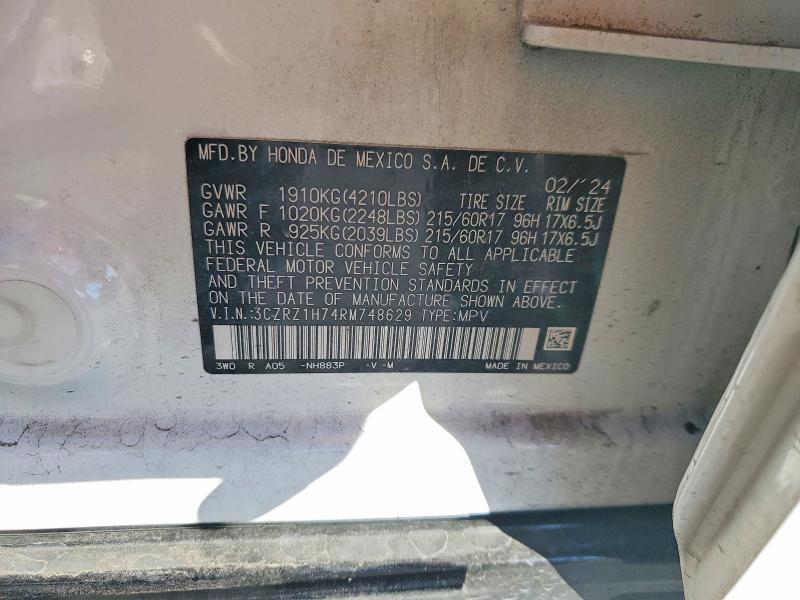 MFD.BY HONDA DE MEXICO S.A. DE C.V.
02/'24
GVWR 1910KG(4210LBS) TIRE SIZE RIM SIZE
GAWR F 1020KG(2248LBS) 215/60R17 96H 17X6.5J
GAWR R 925KG(2039LBS) 215/60R17 96H 17X6.5J
THIS VEHICLE CONFORMS TO ALL APPLICABLE
FEDERAL MOTOR VEHICLE SAFETY
AND THEFT PREVENTION STANDARDS IN EFFECT
ON THE DATE OF MANUFACTURE SHOWN ABOVE.
V.I.N.:3CZRZ1H74RM748629 TYPE:MPV
3W0 R A05 -NH883P -V -M MADE IN MEXICO